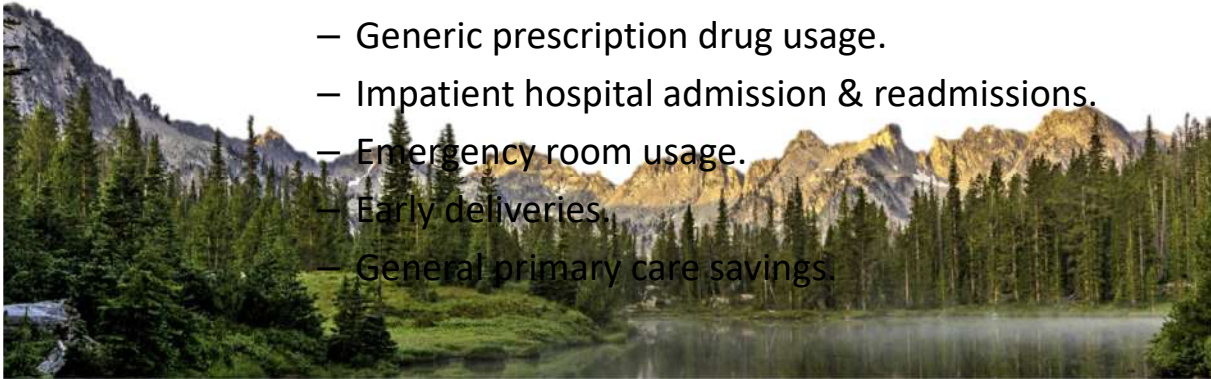 – Generic prescription drug usage.
– Impatient hospital admission & readmissions.
– Emergency room usage.
– Early deliveries.
– General primary care savings.